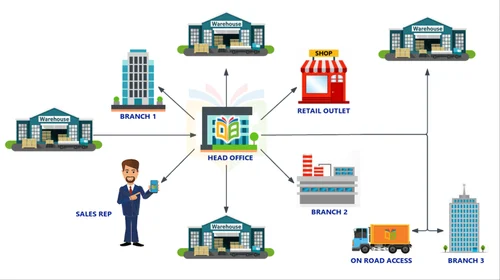 Warehouse
Warehouse
SHOP
BRANCH 1
RETAIL OUTLET
Warehouse
HEAD OFFICE
SALES REP
BRANCH 2
Warehouse
ON ROAD ACCESS
BRANCH 3